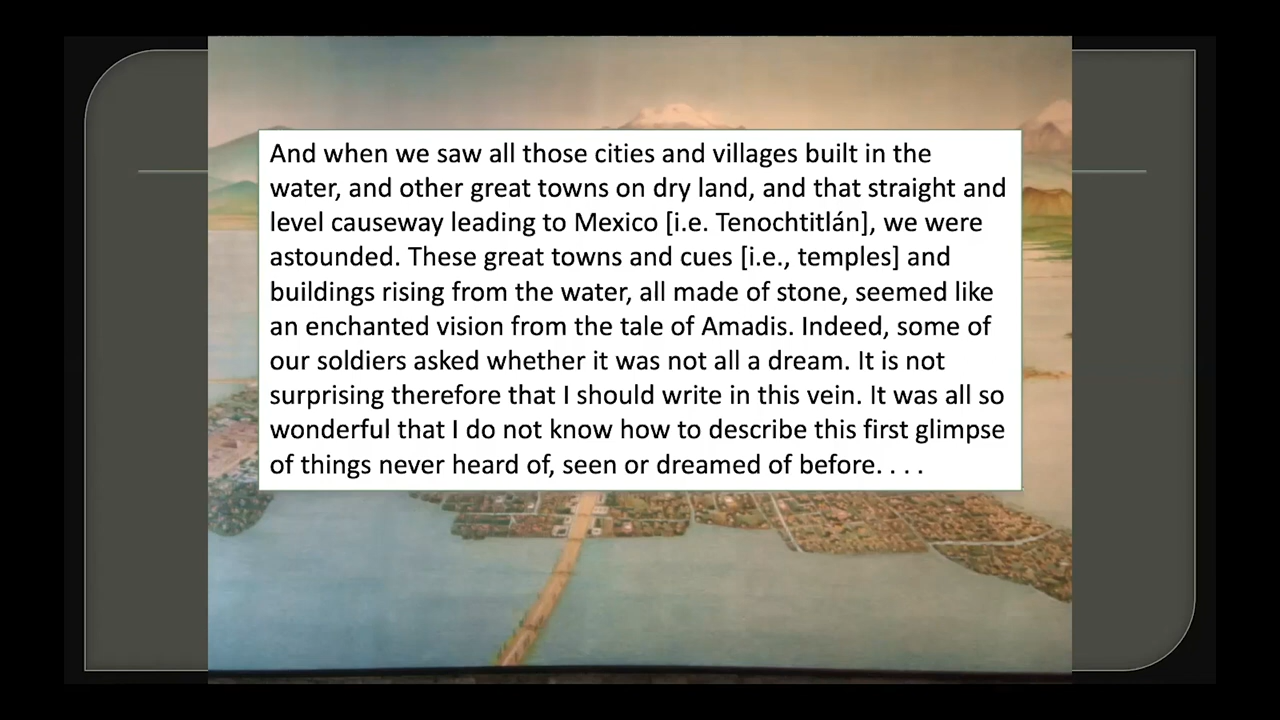 And when we saw all those cities and villages built in the
water, and other great towns on dry land, and that straight and
level causeway leading to Mexico [i.e. Tenochtitlán], we were
astounded. These great towns and cues [i.e., temples] and
buildings rising from the water, all made of stone, seemed like
an enchanted vision from the tale of Amadis. Indeed, some of
our soldiers asked whether it was not all a dream. It is not
surprising therefore that I should write in this vein. It was all so
wonderful that I do not know how to describe this first glimpse
of things never heard of, seen or dreamed of before. . . .